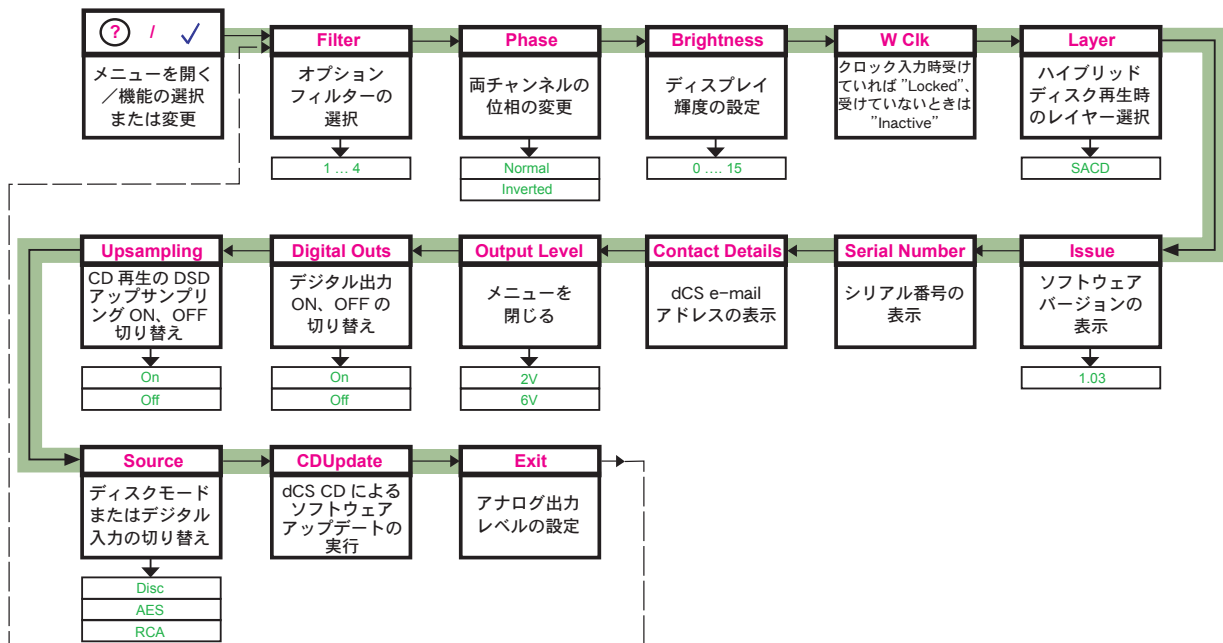 ? / ✓
メニューを開く
／機能の選択
または変更
Filter
オプション
フィルターの
選択
1 ... 4
Phase
両チャンネルの
位相の変更
Normal
Inverted
Brightness
ディスプレイ
輝度の設定
0 .... 15
W Clk
クロック入力時受け
ていれば ”Locked”、
受けていないときは
”Inactive”
Layer
ハイブリッド
ディスク再生時
のレイヤー選択
SACD
Issue
ソフトウェア
バージョンの
表示
1.03
Serial Number
シリアル番号の
表示
Contact Details
dCS e-mail
アドレスの表示
Output Level
メニューを
閉じる
2V
6V
Digital Outs
デジタル出力
ON、OFF の
切り替え
On
Off
Upsampling
CD 再生の DSD
アップサンプリ
ング ON、OFF
切り替え
On
Off
Source
ディスクモード
またはデジタル
入力の切り替え
Disc
AES
RCA
CDUpdate
dCS CD による
ソフトウェア
アップデートの
実行
Exit
アナログ出力
レベルの設定